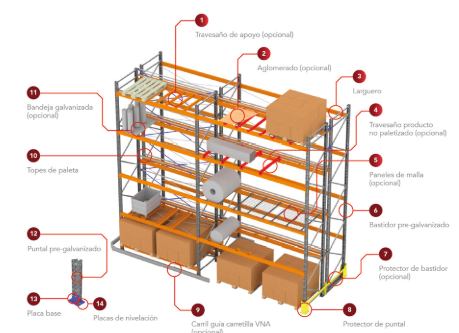 1
Travesaño de apoyo (opcional)
2
Aglomerado (opcional)
3
Larguero
4
Travesaño producto
no paletizado (opcional)
5
Paneles de malla
(opcional)
6
Bastidor pre-galvanizado
7
Protector de bastidor
(opcional)
8
Protector de puntal
9
Carril guía carretilla VNA
(opcional)
10
Topes de paleta
11
Bandeja galvanizada
(opcional)
12
Puntal pre-galvanizado
13
Placa base
14
Placas de nivelación